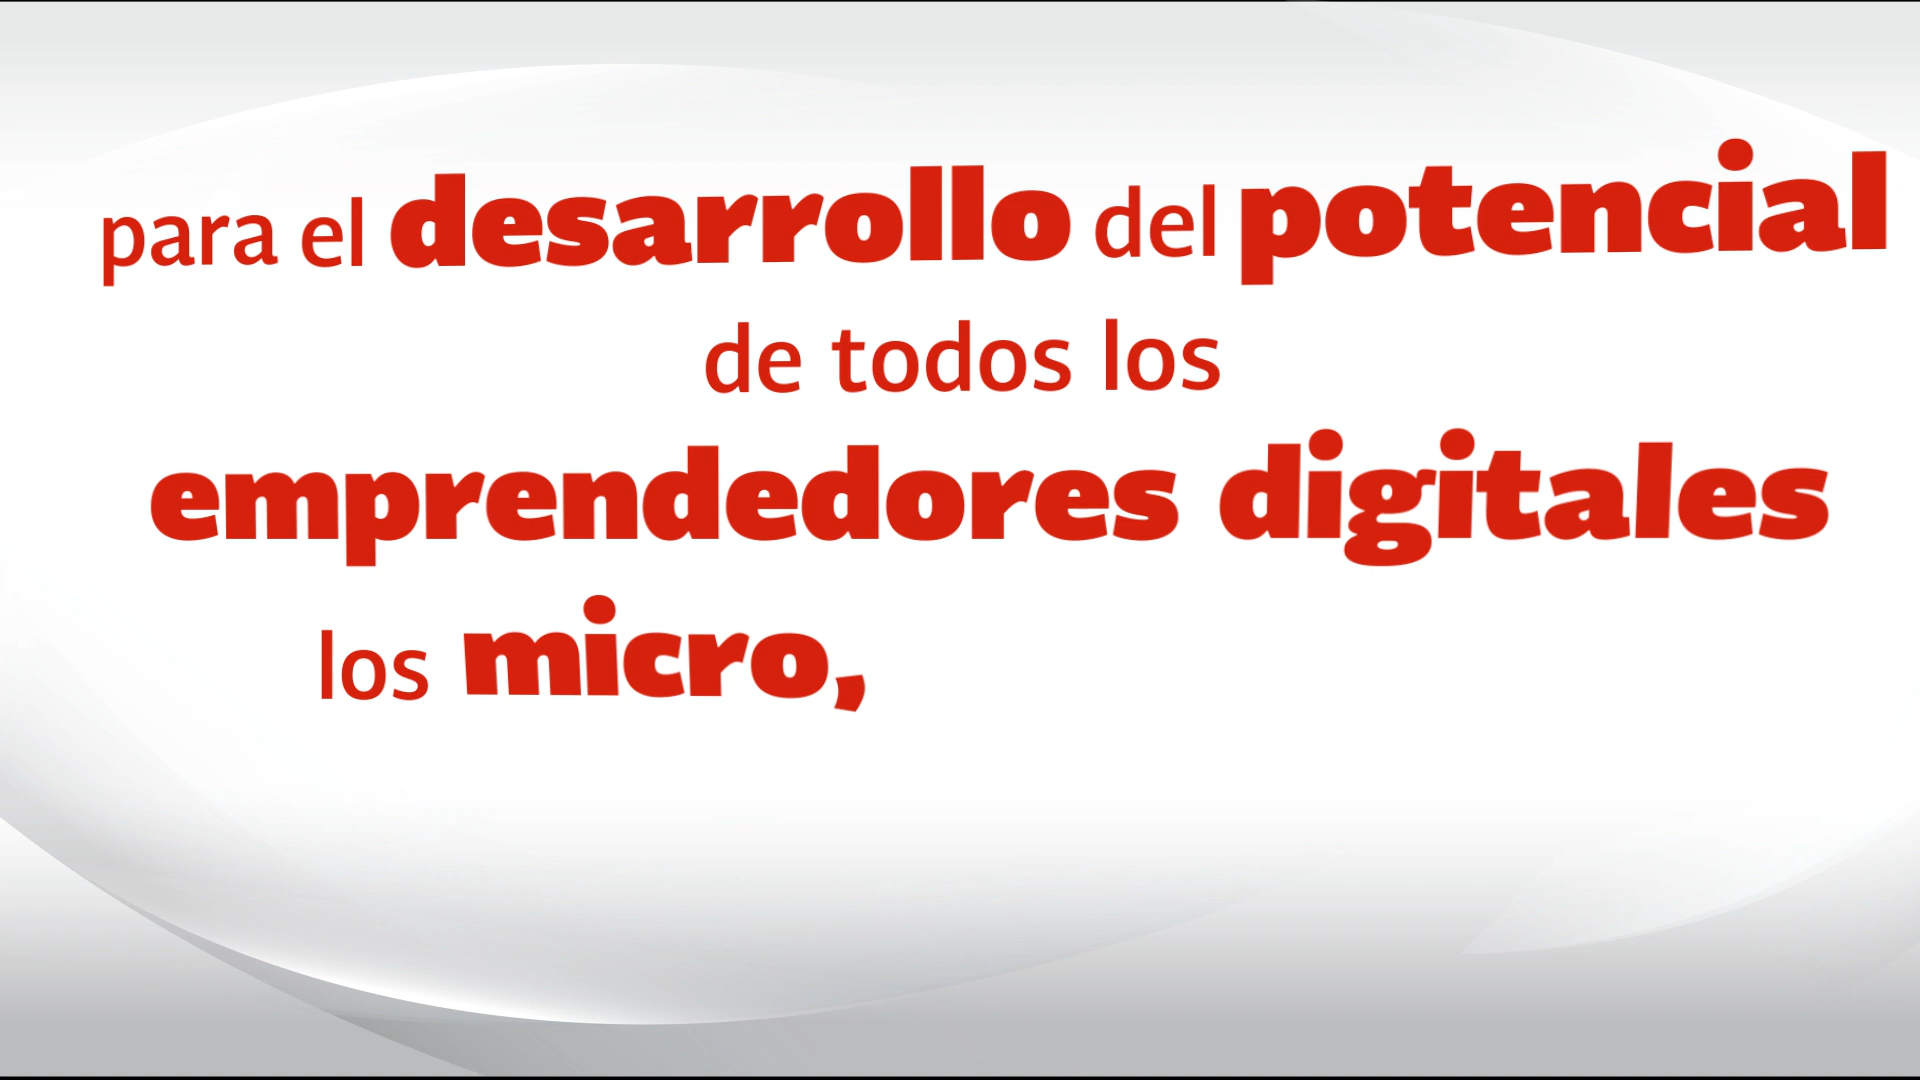 para el desarrollo del potencial
de todos los
emprendedores digitales
los micro,